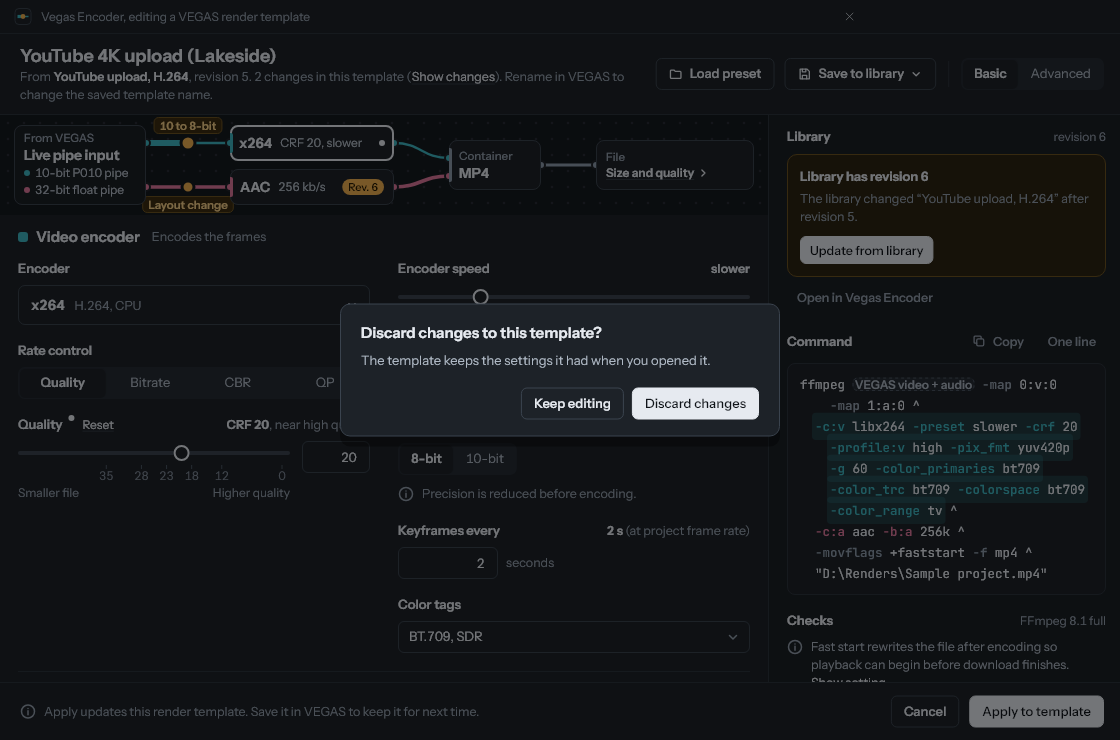 Vegas Encoder, editing a VEGAS render template
YouTube 4K upload (Lakeside)
From YouTube upload, H.264, revision 5. 2 changes in this template (Show changes). Rename in VEGAS to
change the saved template name.
Load preset
Save to library
Basic
Advanced
From VEGAS
Live pipe input
10-bit P010 pipe
32-bit float pipe
10 to 8-bit
Layout change
x264 CRF 20, slower
AAC 256 kb/s Rev. 6
Container
MP4
File
Size and quality
Video encoder Encodes the frames
Encoder
x264 H.264, CPU
Rate control
Quality Bitrate CBR QP
Quality Reset
CRF 20, near high
20
35 28 23 18 12 0
Smaller file Higher quality
Encoder speed slower
Discard changes to this template?
The template keeps the settings it had when you opened it.
Keep editing
Discard changes
8-bit 10-bit
Precision is reduced before encoding.
Keyframes every 2 s (at project frame rate)
2 seconds
Color tags
BT.709, SDR
Library revision 6
Library has revision 6
The library changed “YouTube upload, H.264” after
revision 5.
Update from library
Open in Vegas Encoder
Command Copy One line
ffmpeg VEGAS video + audio -map 0:v:0
-map 1:a:0 ^
-c:v libx264 -preset slower -crf 20
-profile:v high -pix_fmt yuv420p
-g 60 -color_primaries bt709
-color_trc bt709 -colorspace bt709
-color_range tv ^
-c:a aac -b:a 256k ^
-movflags +faststart -f mp4 ^
"D:\Renders\Sample project.mp4"
Checks FFmpeg 8.1 full
Fast start rewrites the file after encoding so
playback can begin before download finishes.
Show setting
Apply updates this render template. Save it in VEGAS to keep it for next time.
Cancel
Apply to template